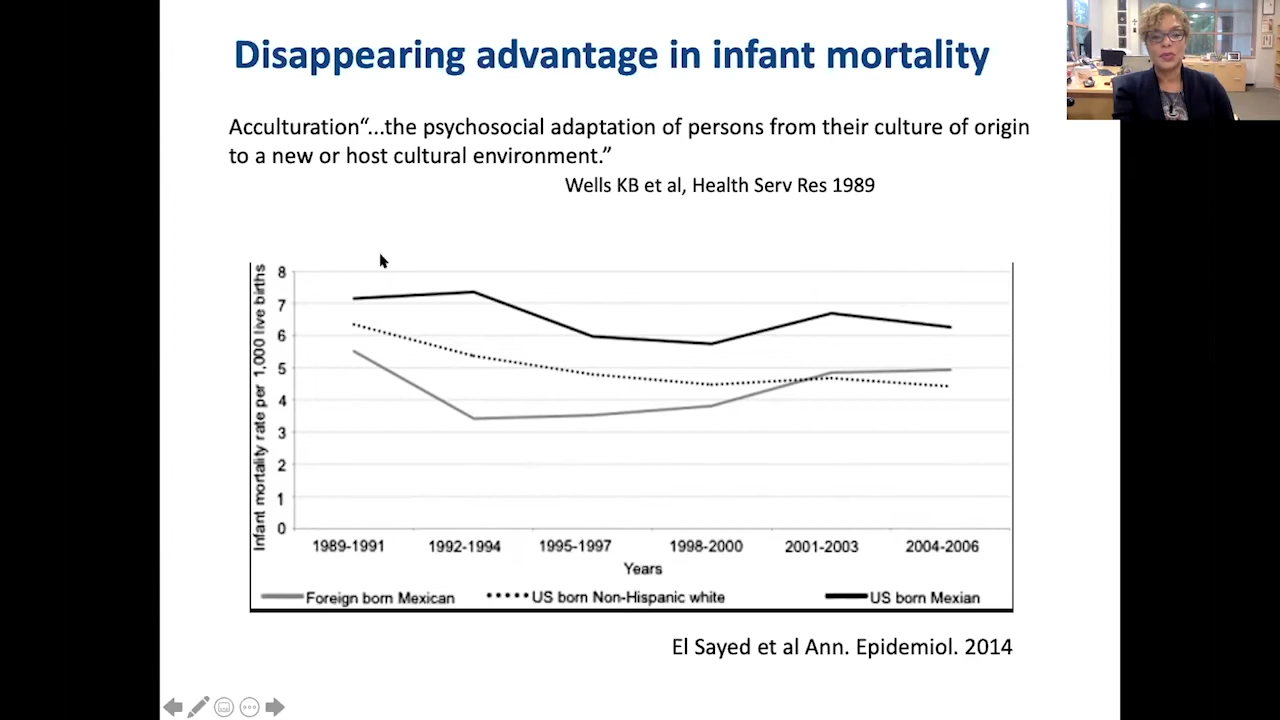 Disappearing advantage in infant mortality
Acculturation“...the psychosocial adaptation of persons from their culture of origin
to a new or host cultural environment.”
Wells KB et al, Health Serv Res 1989
Infant mortality rate per 1,000 live births
8
7
6
5
4
3
2
1
0
1989-1991 1992-1994 1995-1997 1998-2000 2001-2003 2004-2006
Years
Foreign born Mexican US born Non-Hispanic white US born Mexian
El Sayed et al Ann. Epidemiol. 2014